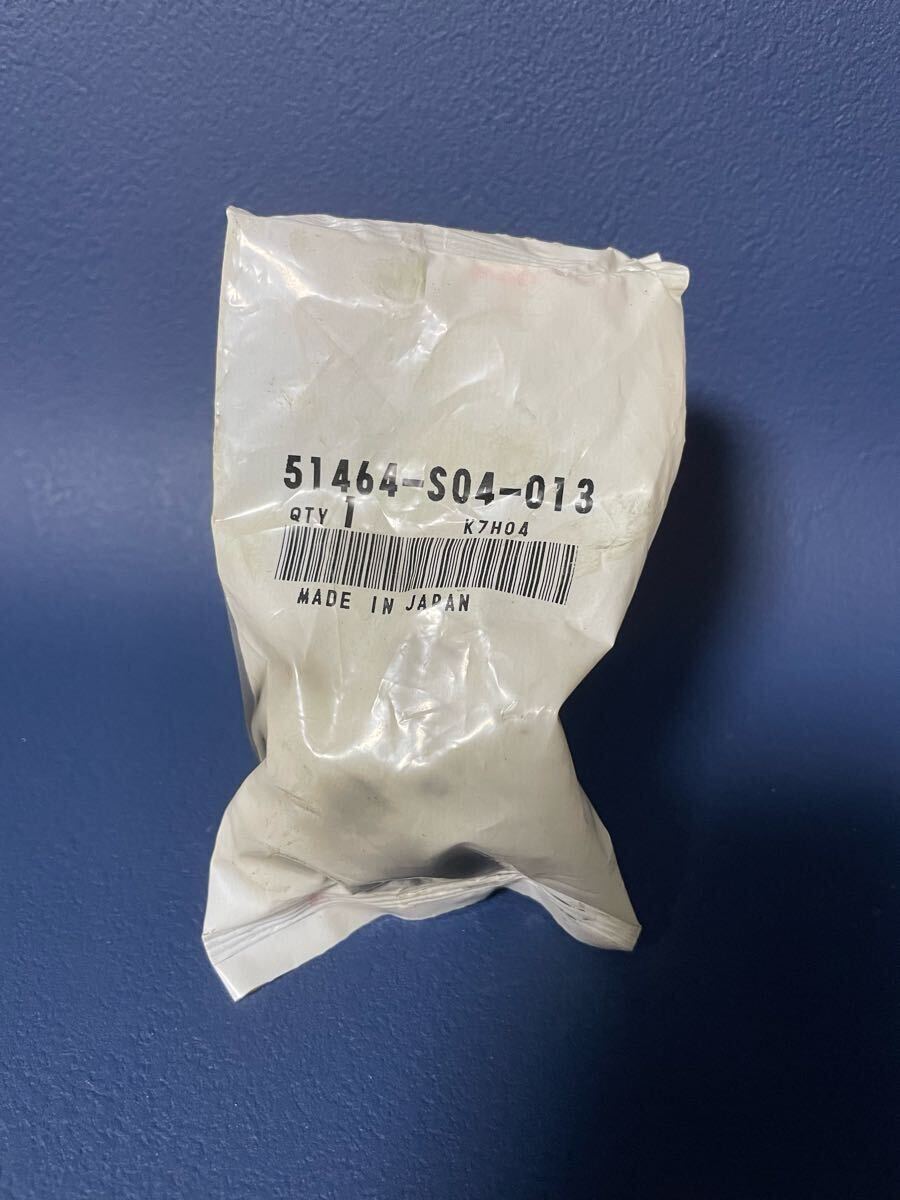 51464-S04-013
QTY 1 K7H04
MADE IN JAPAN